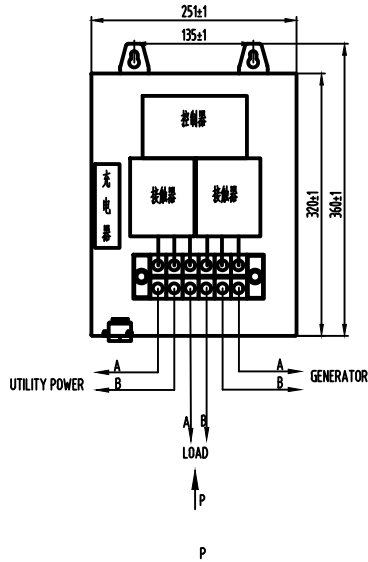 251±1
135±1
控制器
接触器
接触器
充电器
320±1
360±1
A
UTILITY POWER
B
A
GENERATOR
B
A
B
LOAD
P
P